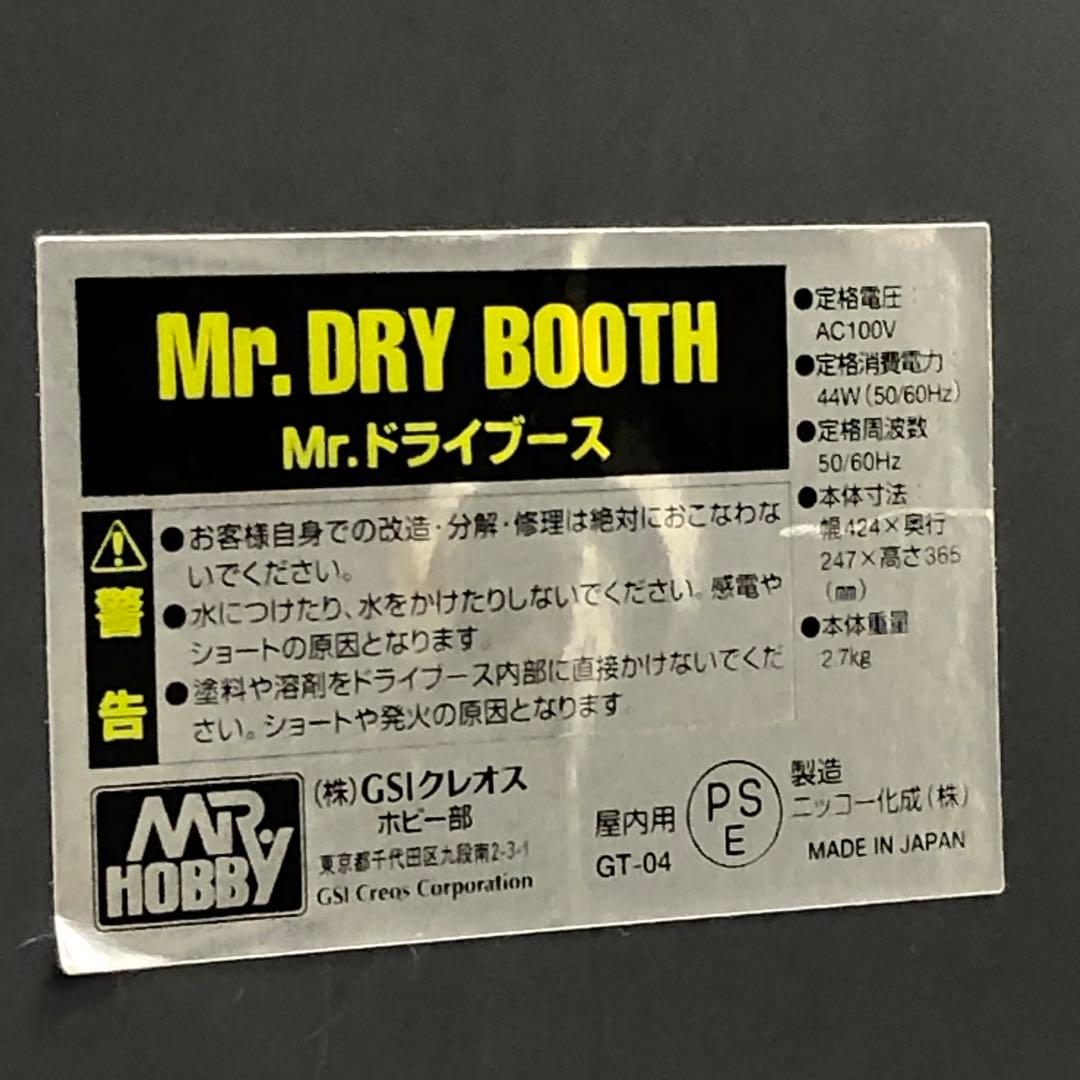 Mr. DRY BOOTH
Mr.ドライブース
警告
●お客様自身での改造・分解・修理は絶対におこなわな
いでください。
●水につけたり、水をかけたりしないでください。感電や
ショートの原因となります。
●塗料や溶剤をドライブース内部に直接かけないでくだ
さい。ショートや発火の原因となります。
●定格電圧：
AC100V
●定格消費電力：
44W(50/60Hz)
●定格周波数：
50/60Hz
●本体寸法：
幅424×奥行
247×高さ365
(㎜)
●本体重量
2.7kg
MR HOBBY
(株)GSIクレオス
ホビー部
東京都千代田区九段南2-3-1
GSI Creos Corporation
屋内用
GT-04
PS
E
製造
ニッコー化成(株)
MADE IN JAPAN